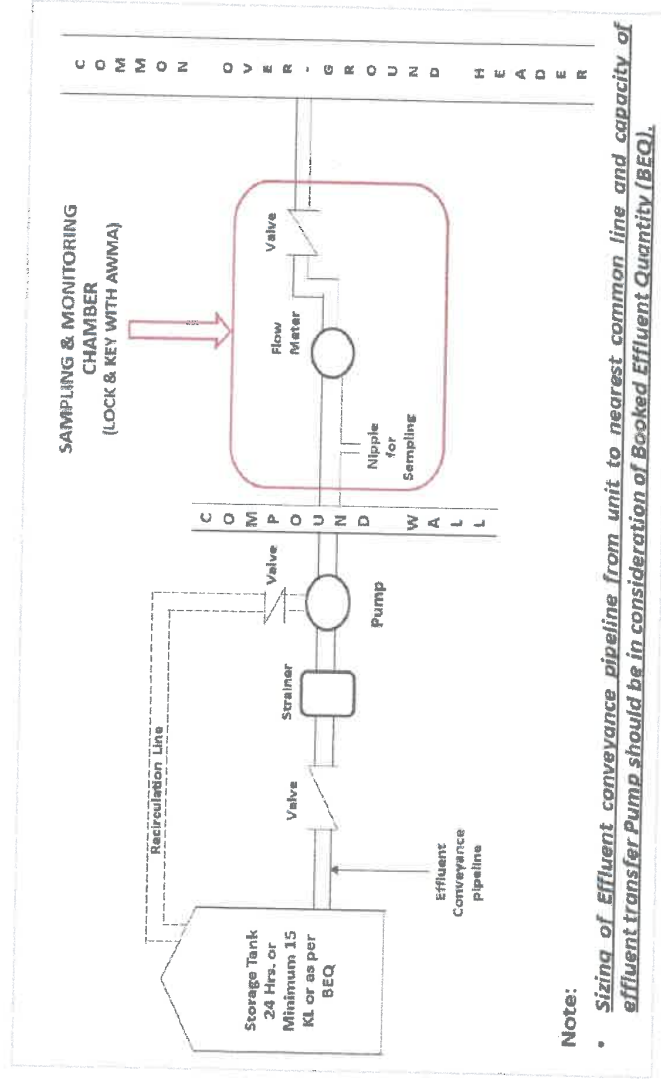 SAMPLING & MONITORING
CHAMBER
(LOCK & KEY WITH AWMA)
COMMON OVER-GROUND HEADER
Recirculation Line
Storage Tank
24 Hrs. or
Minimum 15
KL or as per
BEQ
Valve
Strainer
Valve
Pump
COMPOUND WALL
Flow
Meter
Valve
Nipple
for
Sempling
Effluent
Conveyance
pipeline
Note:
• Sizing of Effluent conveyance pipeline from unit to nearest common line and capacity of
effluent transfer Pump should be in consideration of Booked Effluent Quantity (BEQ).